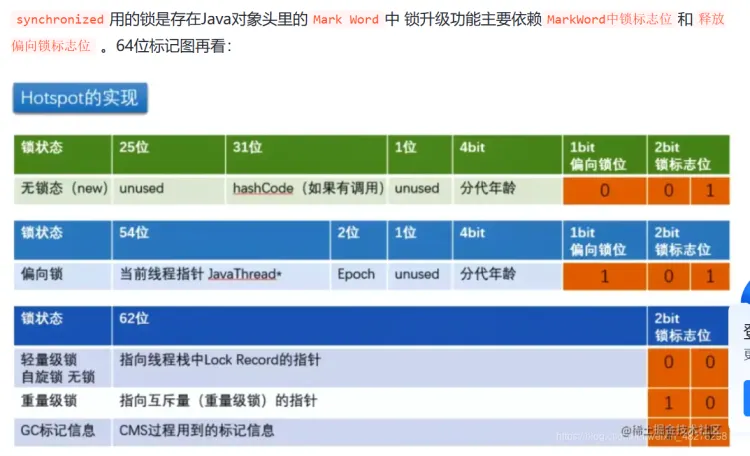 synchronized 用的锁是存在Java对象头里的 Mark Word 中 锁升级功能主要依赖 MarkWord中锁标志位 和 释放
偏向锁标志位 。64位标记图再看：
Hotspot的实现
锁状态 25位 31位 1位 4bit 1bit 偏向锁位 2bit 锁标志位
无锁态（new） unused hashCode（如果有调用） unused 分代年龄 0 0 1
锁状态 54位 2位 1位 4bit 1bit 偏向锁位 2bit 锁标志位
偏向锁 当前线程指针 JavaThread* Epoch unused 分代年龄 1 0 1
锁状态 62位 2bit 锁标志位
轻量级锁 自旋锁 无锁 指向线程栈中Lock Record的指针 0 0
重量级锁 指向互斥量（重量级锁）的指针 1 0
GC标记信息 CMS过程用到的标记信息
@稀土掘金技术社区